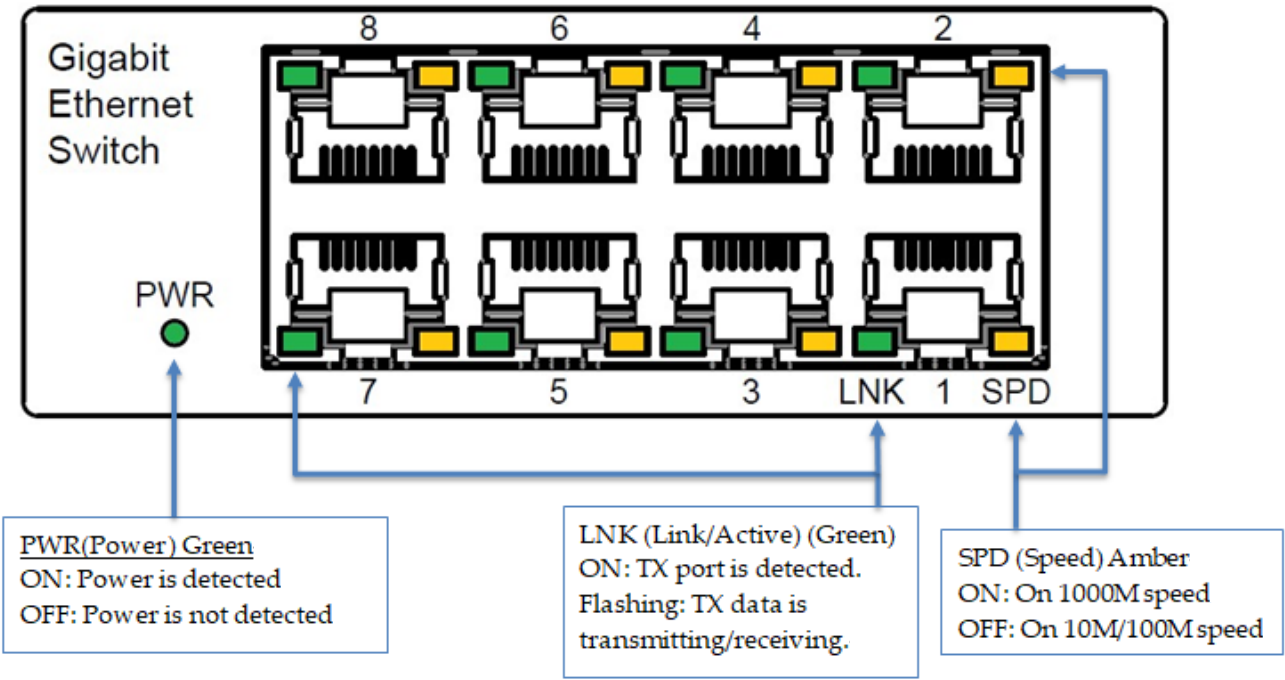 8 6 4 2
Gigabit
Ethernet
Switch
PWR
7 5 3 LNK 1 SPD
PWR(Power) Green
ON: Power is detected
OFF: Power is not detected
LNK (Link/Active) (Green)
ON: TX port is detected.
Flashing: TX data is
transmitting/receiving.
SPD (Speed) Amber
ON: On 1000M speed
OFF: On 10M/100M speed